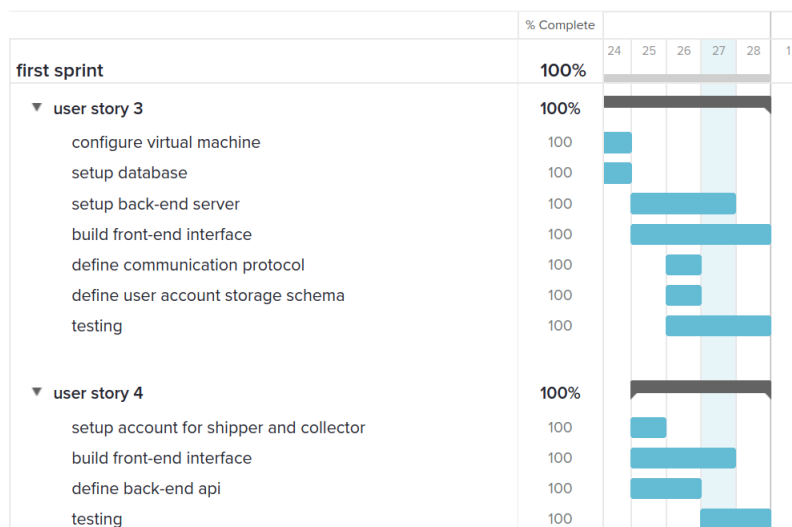 % Complete
24 25 26 27 28 1
first sprint 100%
user story 3 100%
configure virtual machine 100
setup database 100
setup back-end server 100
build front-end interface 100
define communication protocol 100
define user account storage schema 100
testing 100
user story 4 100%
setup account for shipper and collector 100
build front-end interface 100
define back-end api 100
testing 100